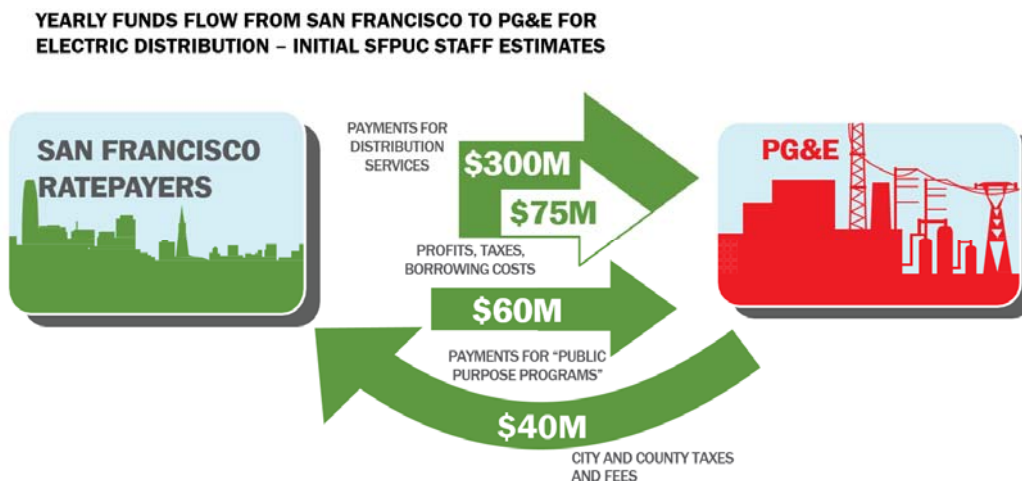 YEARLY FUNDS FLOW FROM SAN FRANCISCO TO PG&E FOR
ELECTRIC DISTRIBUTION – INITIAL SFPUC STAFF ESTIMATES
SAN FRANCISCO
RATEPAYERS
PAYMENTS FOR
DISTRIBUTION
SERVICES
$300M
$75M
PROFITS, TAXES,
BORROWING COSTS
$60M
PAYMENTS FOR “PUBLIC
PURPOSE PROGRAMS”
$40M
CITY AND COUNTY TAXES
AND FEES
PG&E